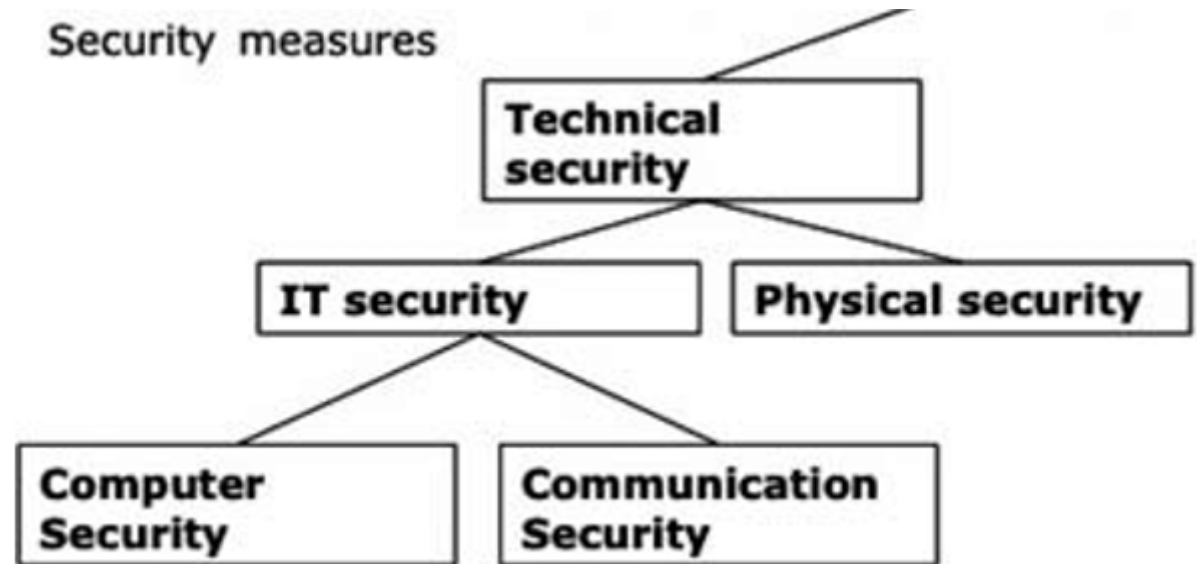 Security measures
Technical
security
IT security
Physical security
Computer
Security
Communication
Security